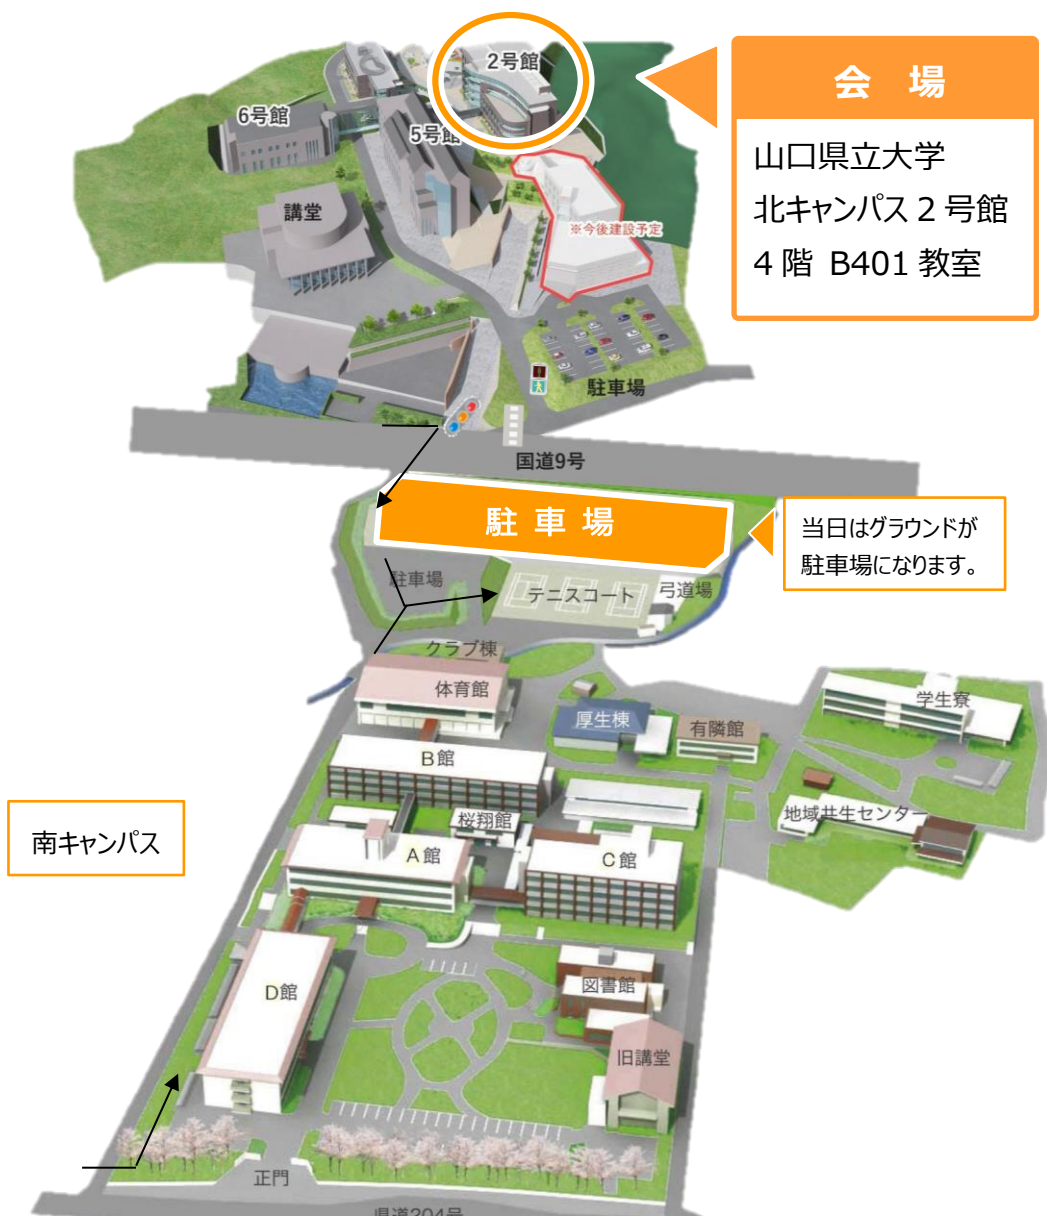 2号館
会 場
6号館
5号館
山口県立大学
北キャンパス 2 号館
4 階 B401 教室
講堂
※今後建設予定
駐車場
国道9号
駐 車 場
当日はグラウンドが
駐車場になります。
駐車場
テニスコート
弓道場
クラブ棟
体育館
学生寮
厚生棟
有隣館
B館
桜翔館
地域共生センター
南キャンパス
A館
C館
D館
図書館
旧講堂
正門
県道204号